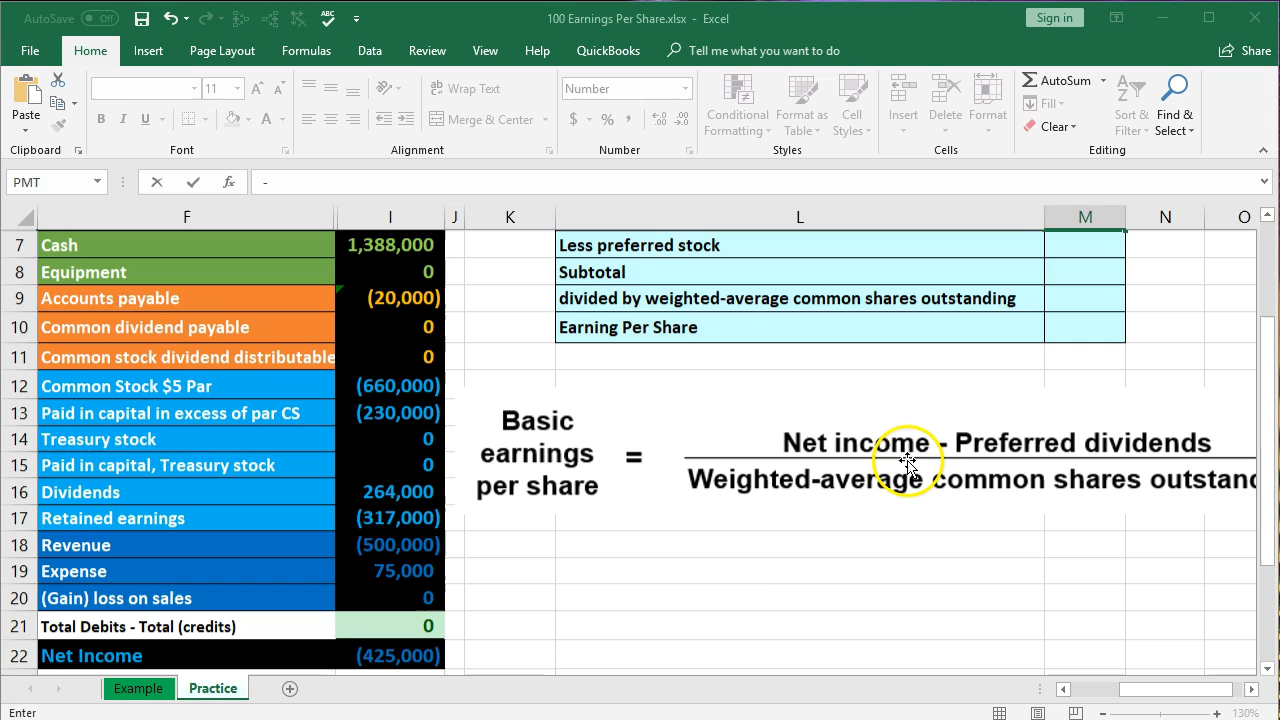 AutoSave Off
100 Earnings Per Share.xlsx - Excel
Sign in
File Home Insert Page Layout Formulas Data Review View Help QuickBooks Tell me what you want to do Share
Paste
Clipboard
11
B I U
Font
Wrap Text
Merge & Center
Alignment
Number
$ % ,
Number
Conditional Formatting
Format as Table
Cell Styles
Styles
Insert Delete Format
Cells
AutoSum
Fill
Clear
Sort & Filter
Find & Select
Editing
PMT fx -
F I J K L M N O
7 Cash 1,388,000 Less preferred stock
8 Equipment 0 Subtotal
9 Accounts payable (20,000) divided by weighted-average common shares outstanding
10 Common dividend payable 0 Earning Per Share
11 Common stock dividend distributable 0
12 Common Stock $5 Par (660,000)
13 Paid in capital in excess of par CS (230,000)
14 Treasury stock 0
15 Paid in capital, Treasury stock 0
16 Dividends 264,000
17 Retained earnings (317,000)
18 Revenue (500,000)
19 Expense 75,000
20 (Gain) loss on sales 0
21 Total Debits - Total (credits) 0
22 Net Income (425,000)
Basic
earnings
per share
=
Net income - Preferred dividends
Weighted-average common shares outstanc
Example Practice
Enter
130%